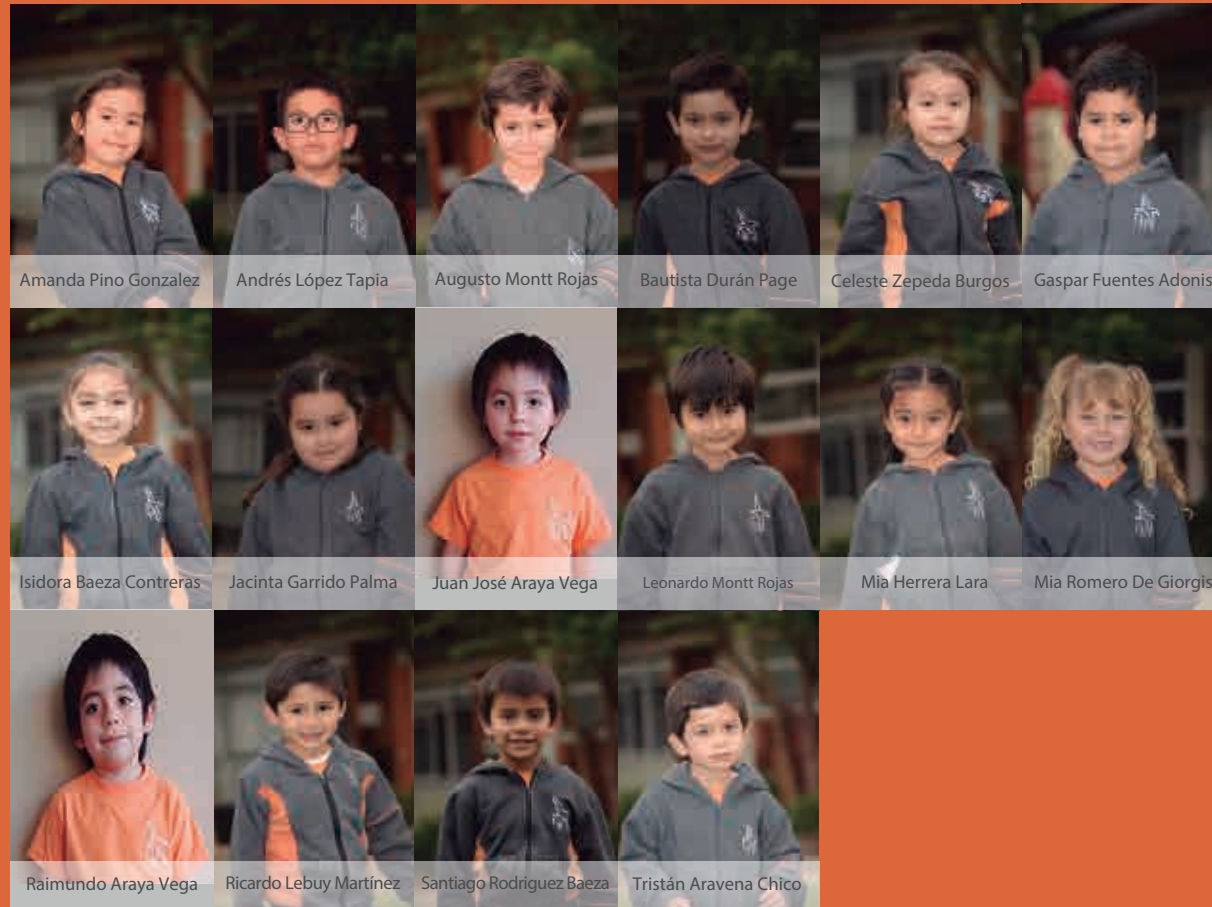 Amanda Pino Gonzalez
Andrés López Tapia
Augusto Montt Rojas
Bautista Durán Page
Celeste Zepeda Burgos
Gaspar Fuentes Adonis
Isidora Baeza Contreras
Jacinta Garrido Palma
Juan José Araya Vega
Leonardo Montt Rojas
Mia Herrera Lara
Mia Romero De Giorgis
Raimundo Araya Vega
Ricardo Lebuy Martínez
Santiago Rodriguez Baeza
Tristán Aravena Chico